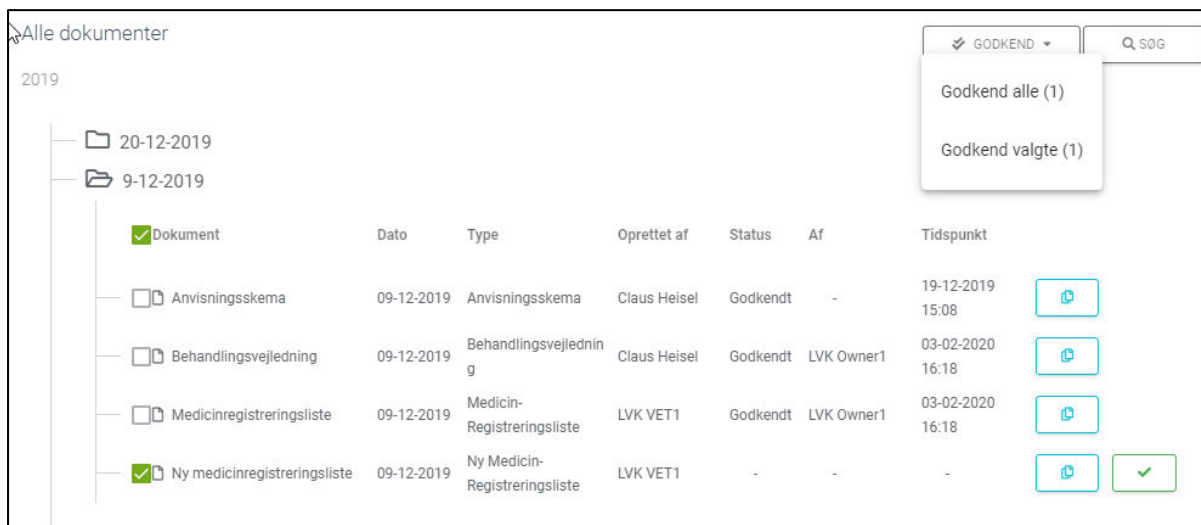 Alle dokumenter
GODKEND
SØG
2019
Godkend alle (1)
Godkend valgte (1)
20-12-2019
9-12-2019
Dokument Dato Type Oprettet af Status Af Tidspunkt
Anvisningsskema 09-12-2019 Anvisningsskema Claus Heisel Godkendt - 19-12-2019
15:08
Behandlingsvejledning 09-12-2019 Behandlingsvejlednin
g Claus Heisel Godkendt LVK Owner1 03-02-2020
16:18
Medicinregistreringsliste 09-12-2019 Medicin-
Registreringsliste LVK VET1 Godkendt LVK Owner1 03-02-2020
16:18
Ny medicinregistreringsliste 09-12-2019 Ny Medicin-
Registreringsliste LVK VET1 - - -